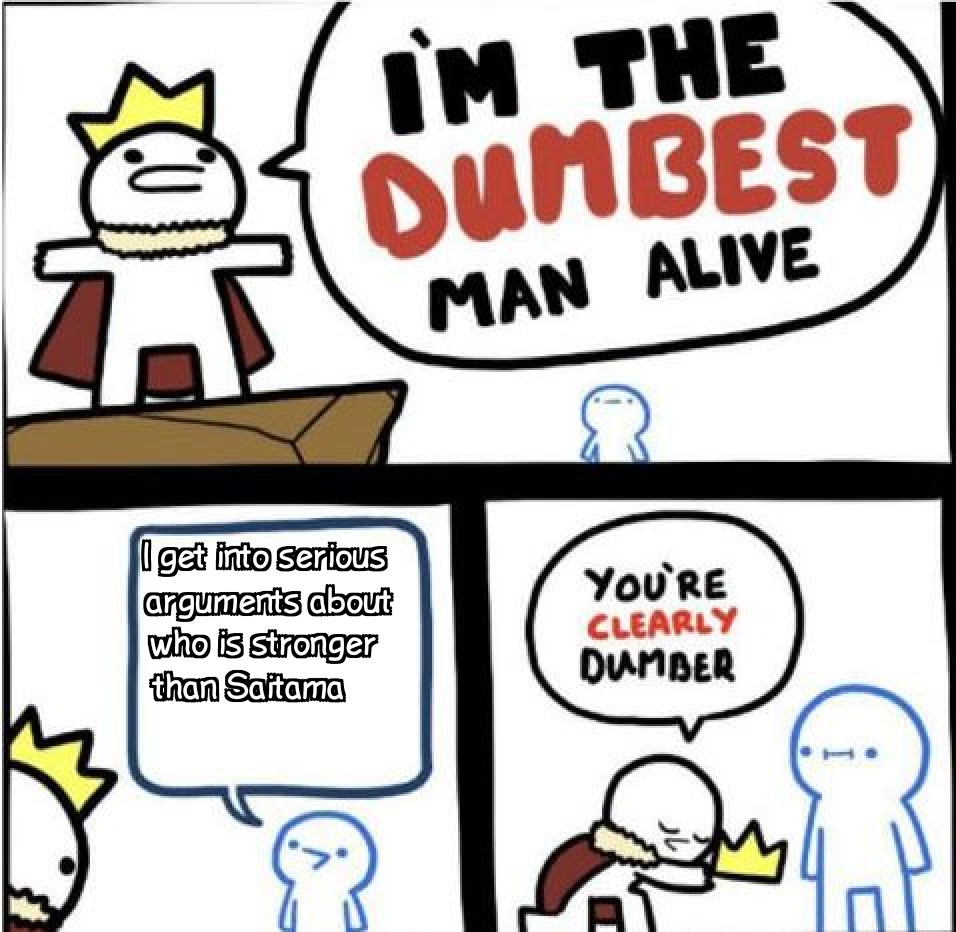 I'M THE
DUMBEST
MAN ALIVE
I get into serious
arguments about
who is stronger
than Saitama
YOU'RE
CLEARLY
DUMBER